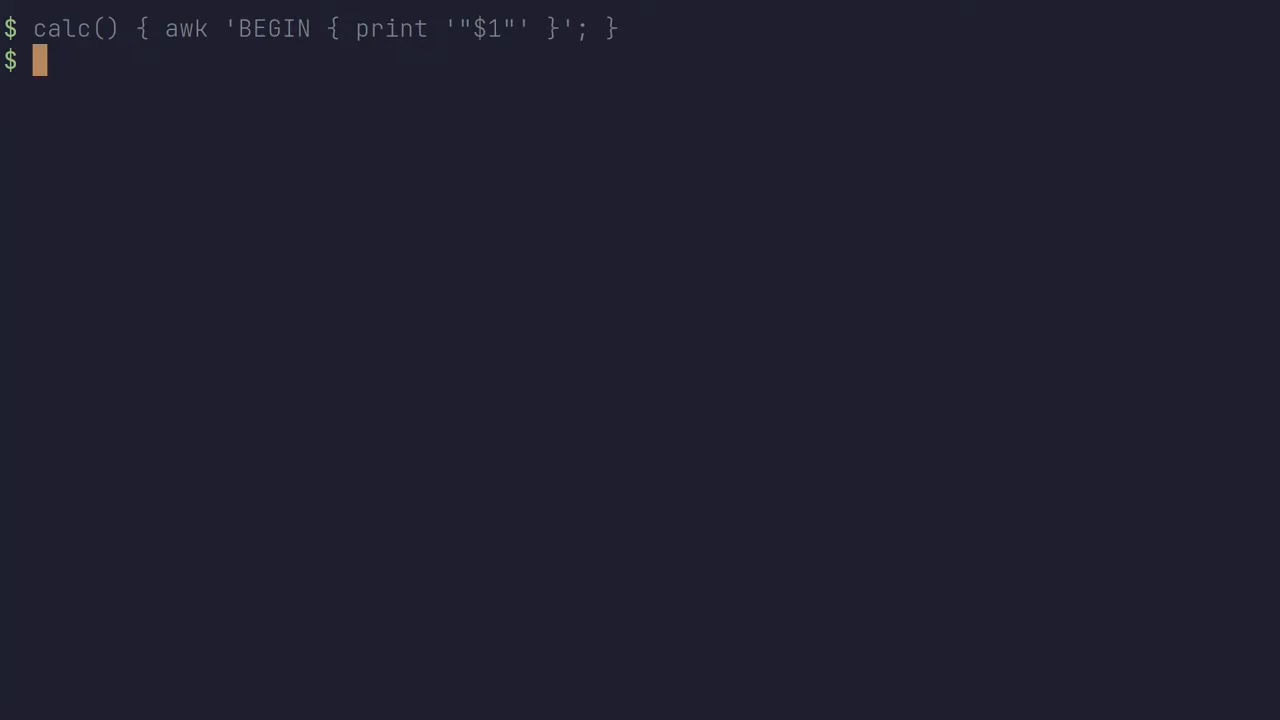 $ calc() { awk 'BEGIN { print '"$1"' }'; }
$